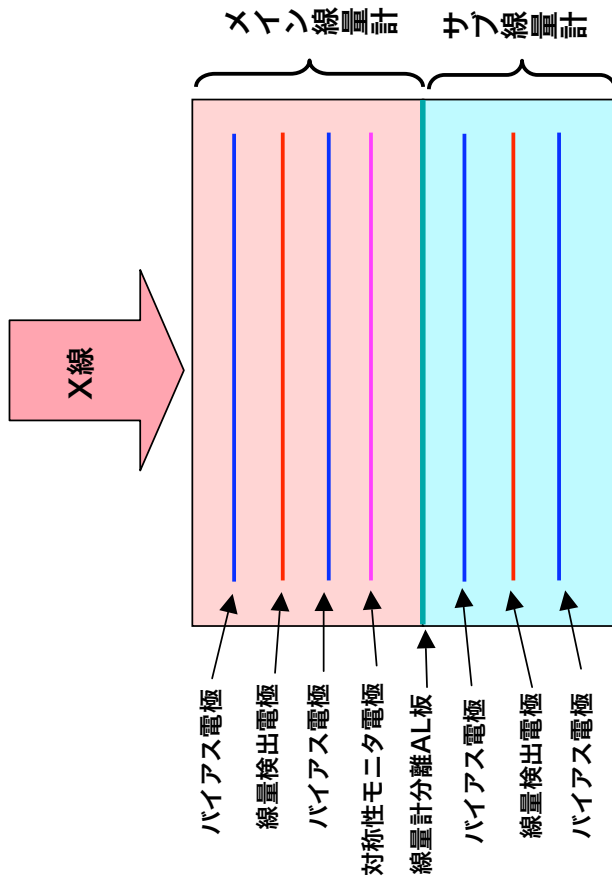 X線
メイン線量計
サブ線量計
バイアス電極
線量検出電極
バイアス電極
対称性モニタ電極
線量計分離AL板
バイアス電極
線量検出電極
バイアス電極